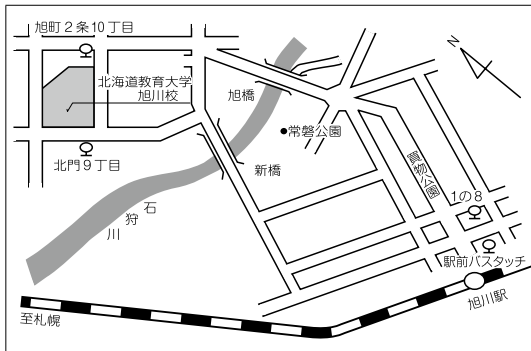 旭町2条10丁目
北海道教育大学
旭川校
旭橋
N
常磐公園
北門9丁目
新橋
買物公園
1の8
石狩川
駅前バスタッチ
旭川駅
至札幌